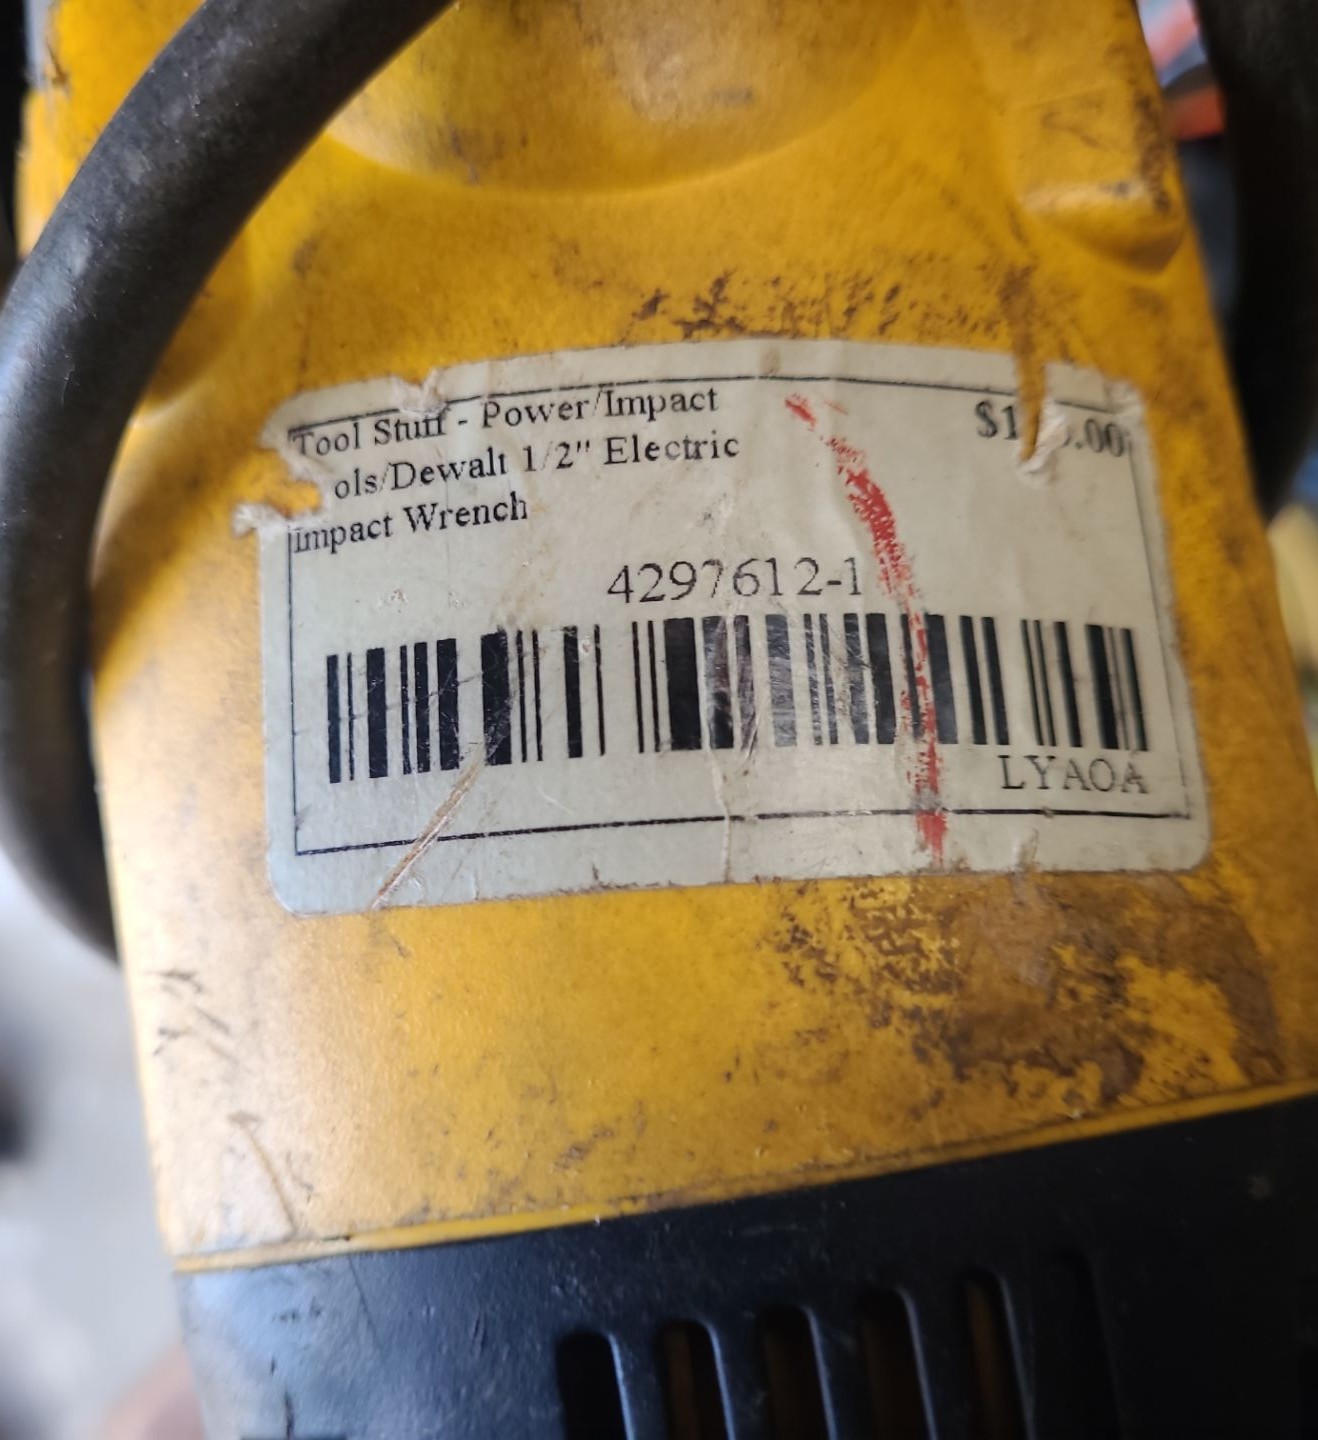 Tool Stuff - Power/Impact
ols/Dewalt 1/2" Electric
Impact Wrench
4297612-1
LYAOA